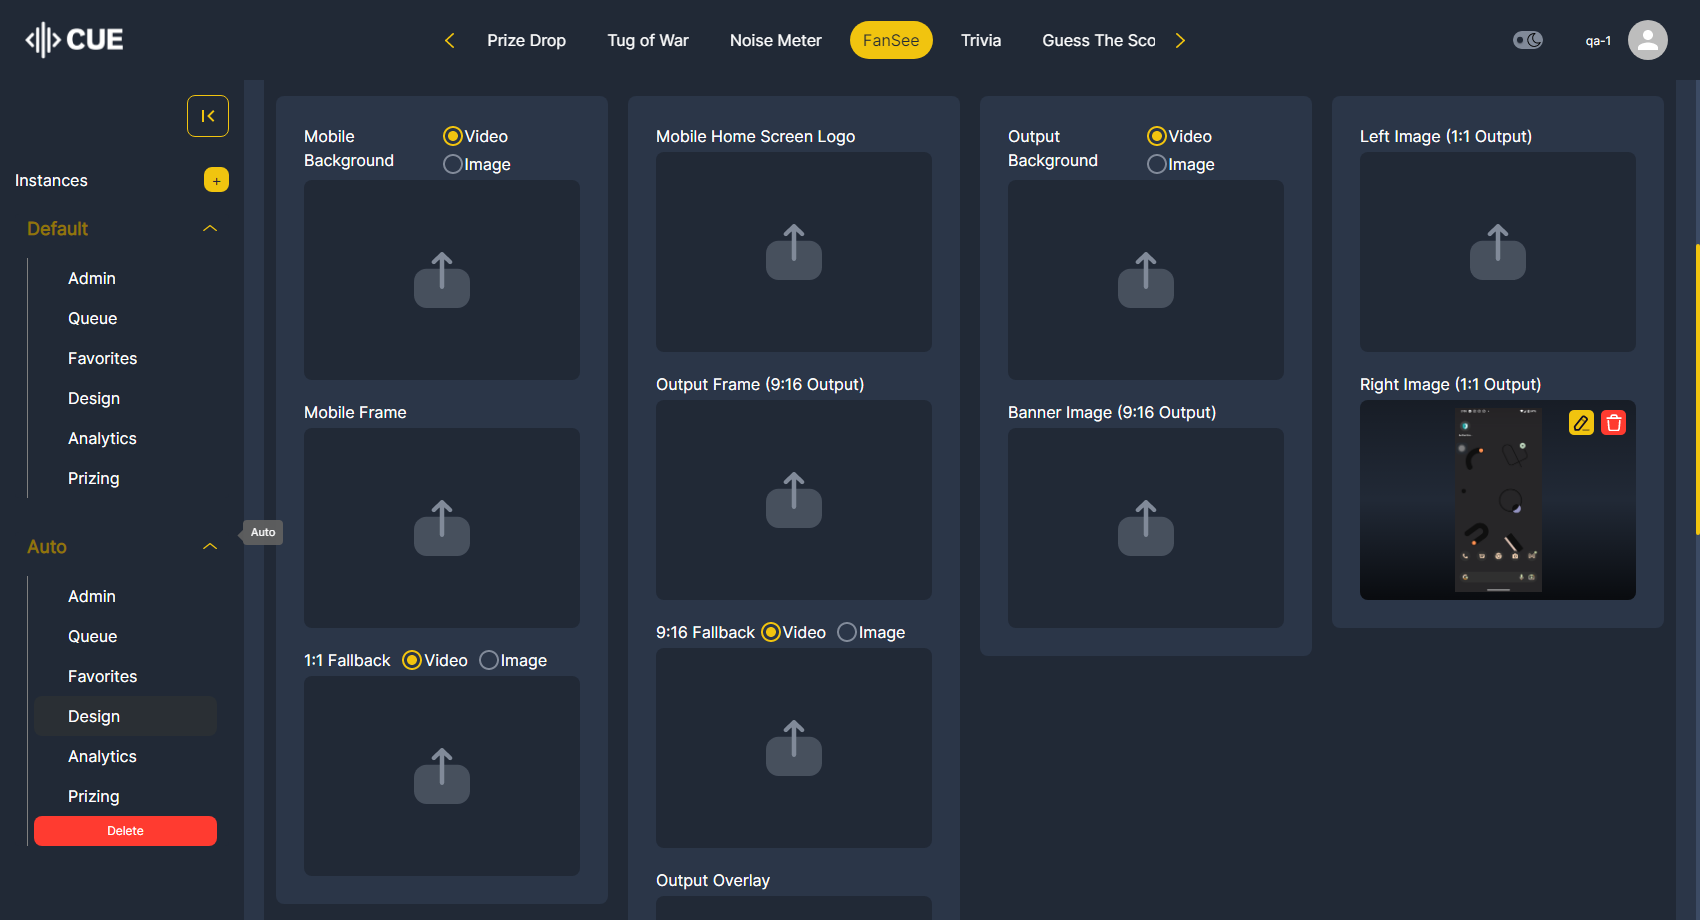 CUE
Prize Drop
Tug of War
Noise Meter
FanSee
Trivia
Guess The Sco
qa-1
Instances
+
Default
Admin
Queue
Favorites
Design
Analytics
Prizing
Auto
Auto
Admin
Queue
Favorites
Design
Analytics
Prizing
Delete
Mobile
Background
Video
Image
Mobile Frame
1:1 Fallback
Video
Image
Mobile Home Screen Logo
Output Frame (9:16 Output)
9:16 Fallback
Video
Image
Output Overlay
Output
Background
Video
Image
Banner Image (9:16 Output)
Left Image (1:1 Output)
Right Image (1:1 Output)